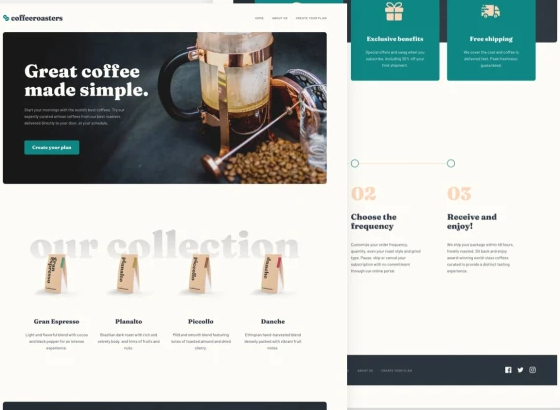 coffeeroasters
HOME ABOUT US CREATE YOUR PLAN
Great coffee
made simple.
Start your mornings with the world's best coffees. Try our
expertly curated artisan coffees from our best roasters
delivered directly to your door, at your schedule.
Create your plan
our collection
Gran Espresso
Planalto
Piccollo
Danche
Gran Espresso
Light and flavorful blend with cocoa
and black pepper for an intense
experience
Planalto
Brazilian dark roast with rich and
velvety body, and hints of fruits and
nuts
Piccollo
Mild and smooth blend featuring
notes of toasted almond and dried
cherry
Danche
Ethiopian hand-harvested blend
densely packed with vibrant fruit
notes
Exclusive benefits
Special offers and swag when you
subscribe, including 30% off your
first shipment.
Free shipping
We cover the cost and coffee is
delivered fast. Peak freshness:
guaranteed.
02
Choose the
frequency
Customize your order frequency,
quantity, even your roast style and grind
type. Pause, skip or cancel your
subscription with no commitment
through our online portal.
03
Receive and
enjoy!
We ship your package within 48 hours,
freshly roasted. Sit back and enjoy
award-winning world-class coffees
curated to provide a distinct tasting
experience.
ABOUT US CREATE YOUR PLAN